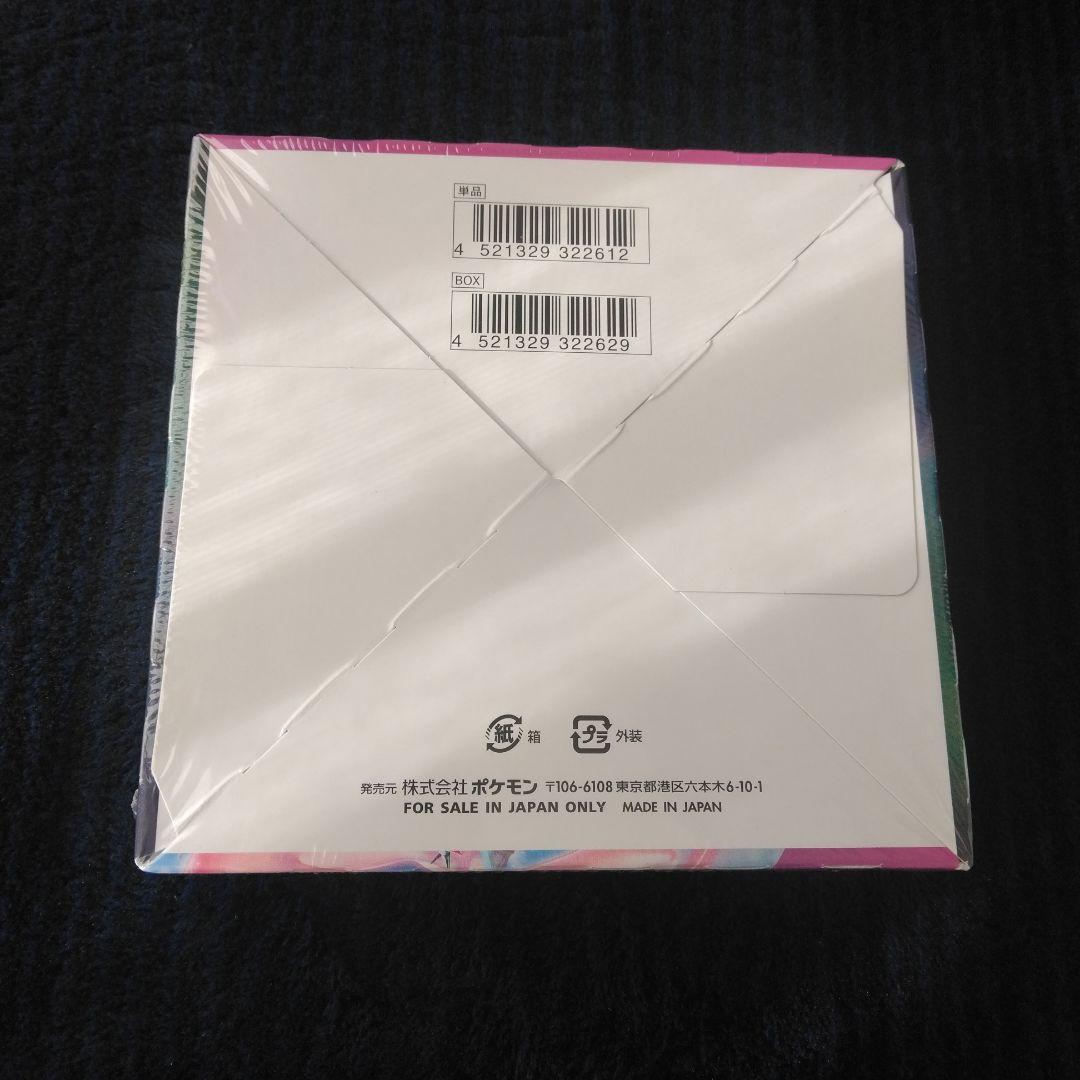 単品
4 521329 322612
BOX
4 521329 322629
紙 箱
プラ 外装
発売元 株式会社ポケモン 〒106-6108 東京都港区六本木6-10-1
FOR SALE IN JAPAN ONLY MADE IN JAPAN